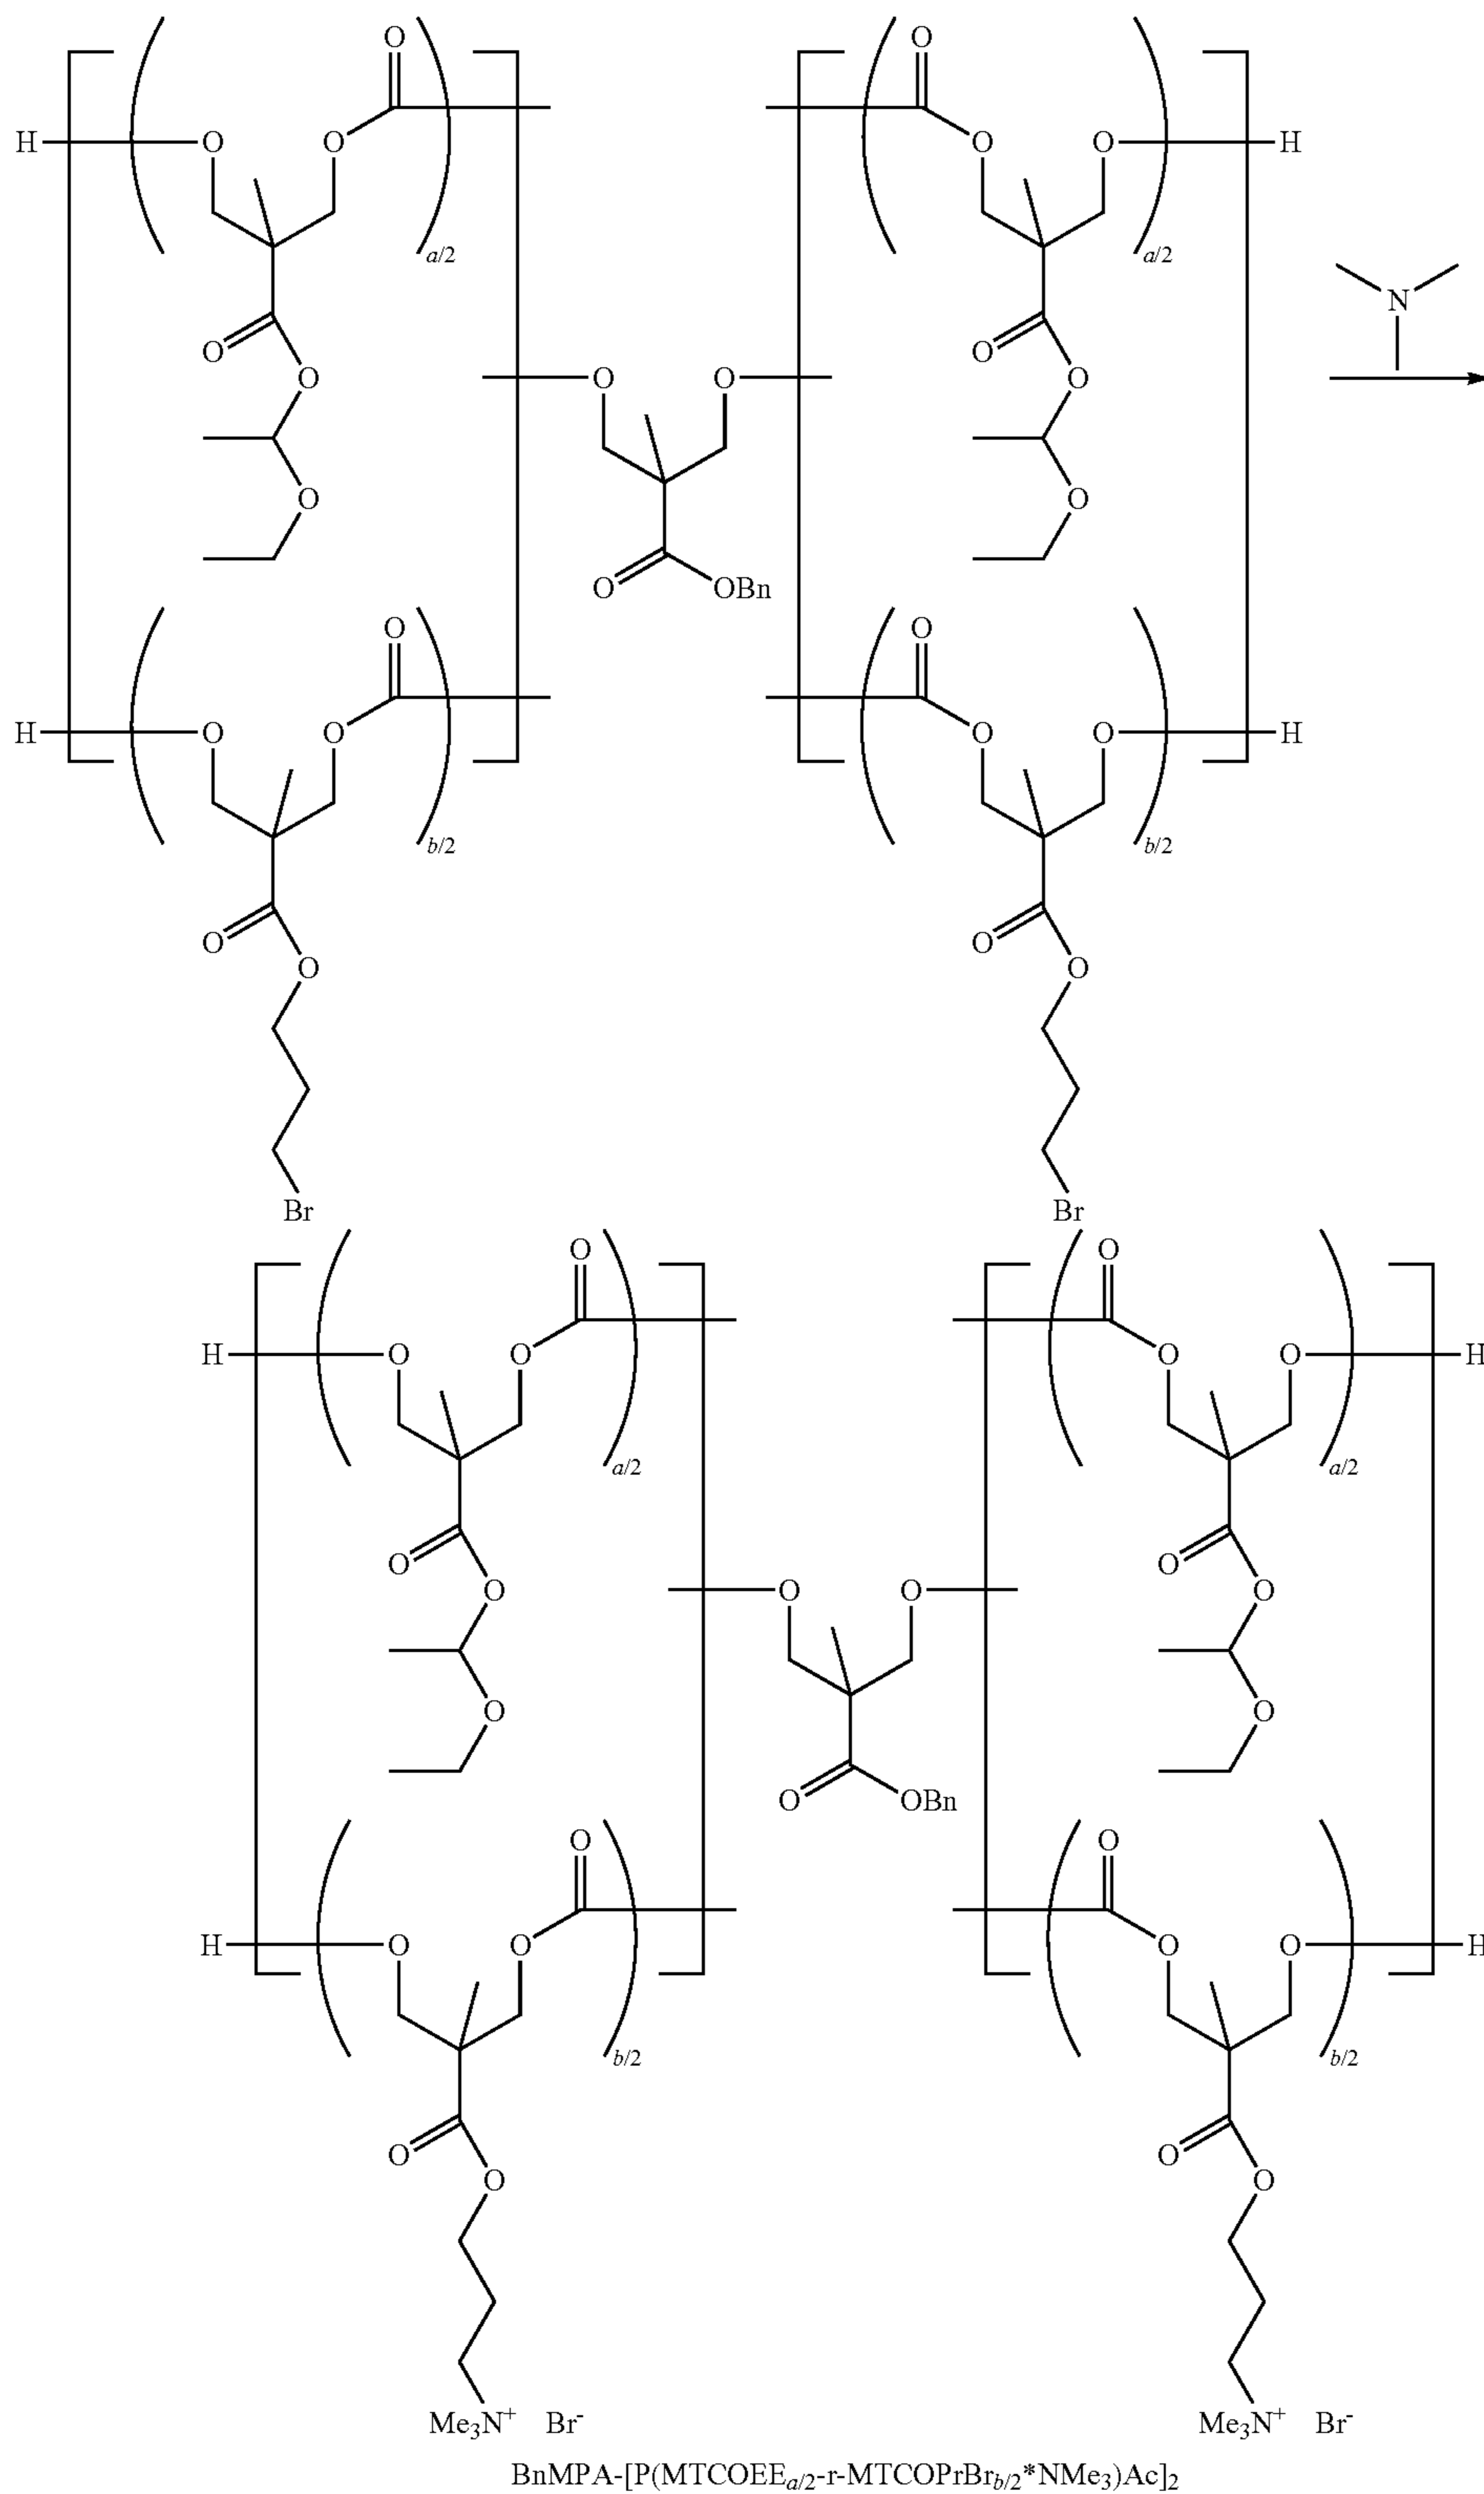 O O
H O O O O H
a/2 a/2
N
O O
O O O O
O O
O OBn
O O
H O O O O H
b/2 b/2
O O
O O
Br Br
O O
H O O O O H
a/2 a/2
O O
O O O O
O O
O OBn
O O
H O O O O H
b/2 b/2
O O
O O
Me3N+ Br- Me3N+ Br-
BnMPA-[P(MTCOEEa/2-r-MTCOPrBrb/2*NMe3)Ac]2